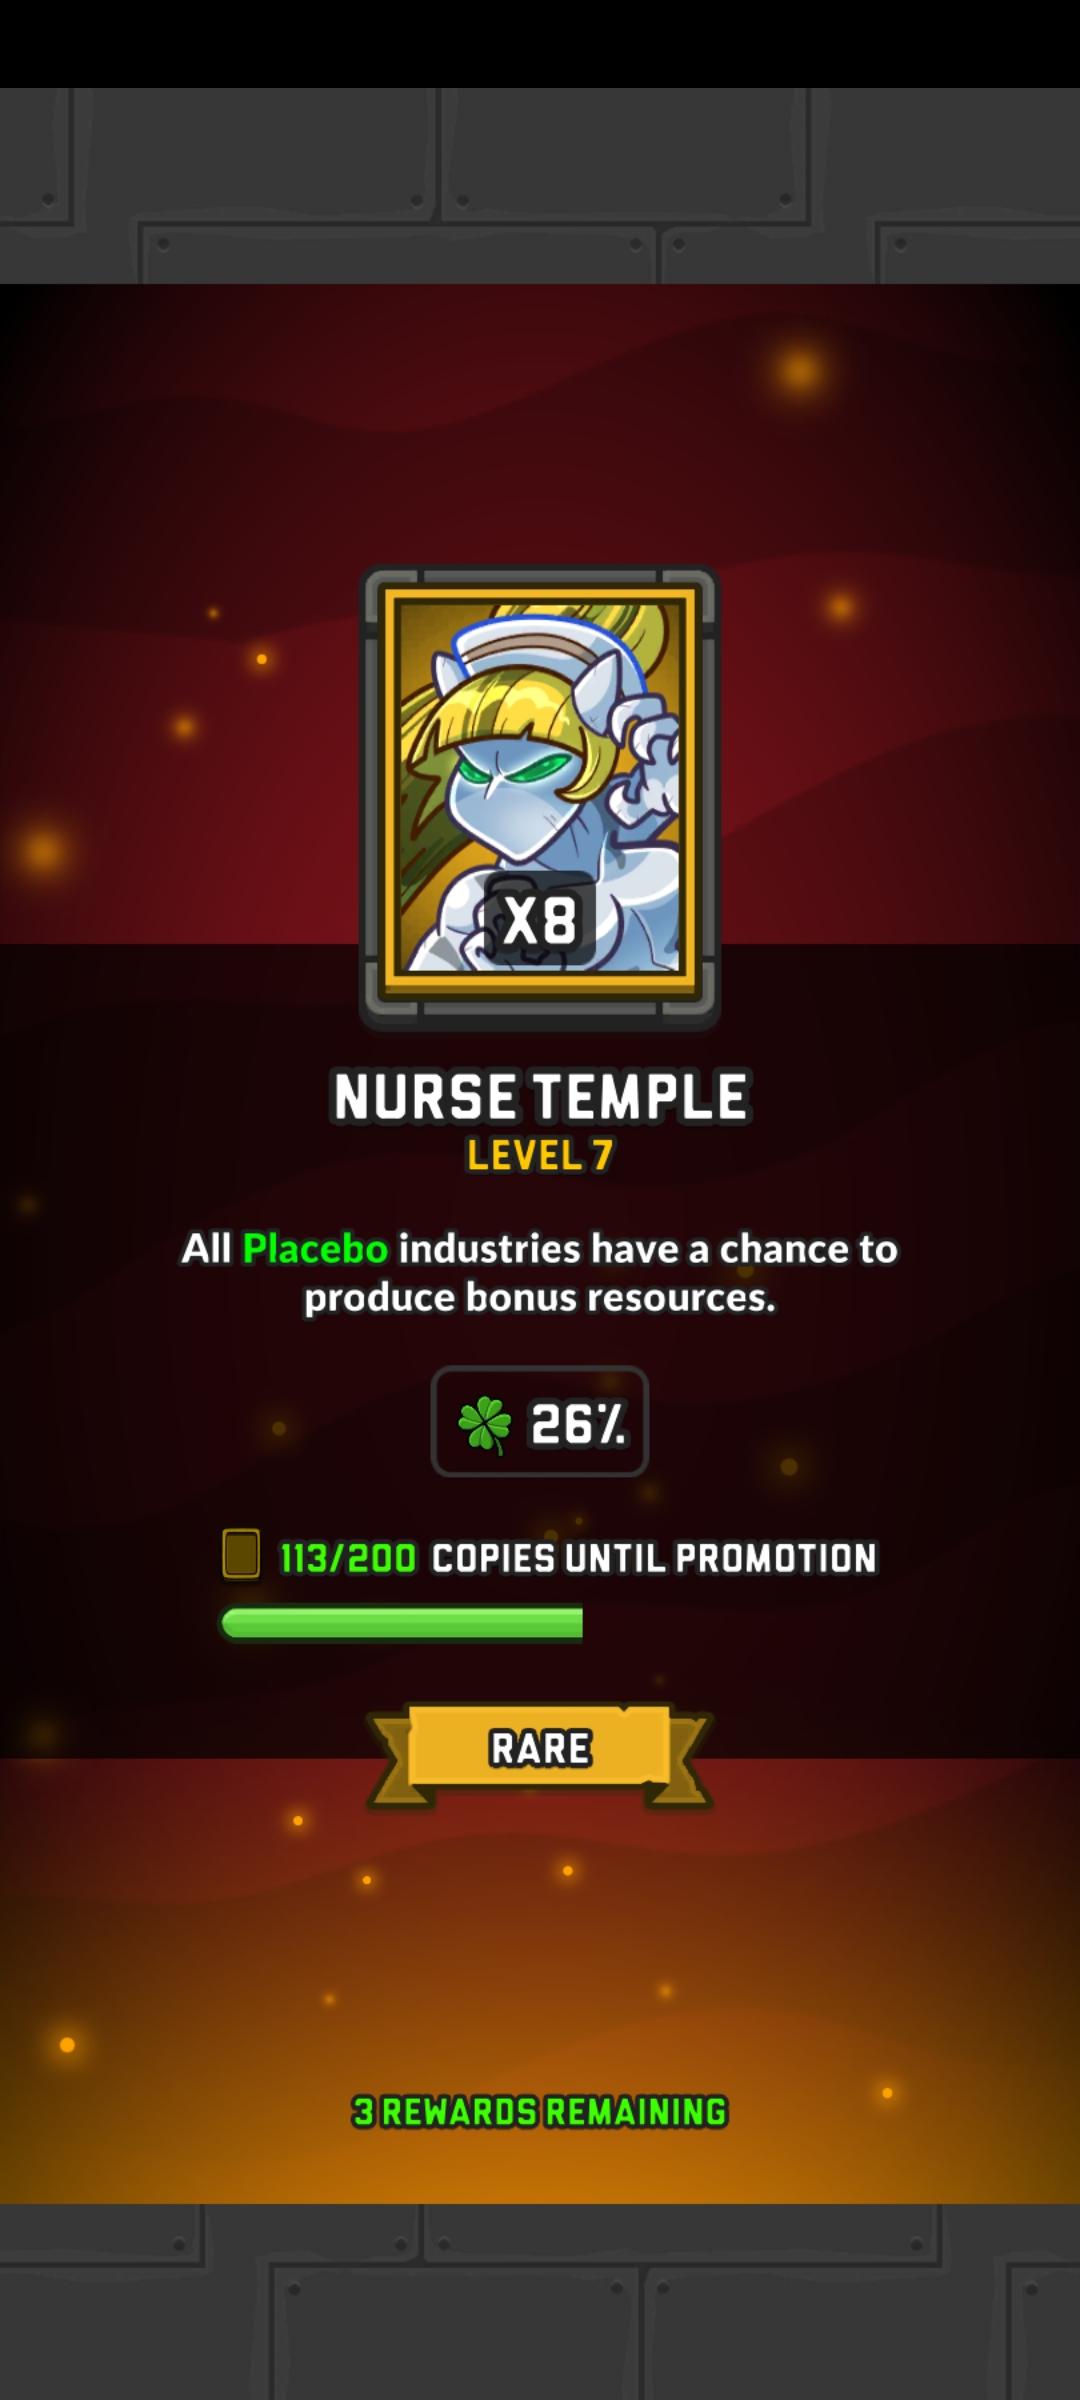 X8
NURSE TEMPLE
LEVEL 7
All Placebo industries have a chance to
produce bonus resources.
26%
113/200 COPIES UNTIL PROMOTION
RARE
3 REWARDS REMAINING